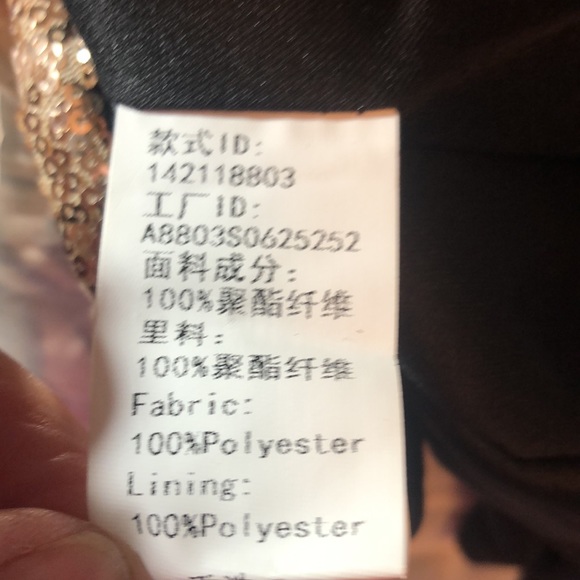 款式ID:
142118803
工厂ID:
A8803S0625252
面料成分:
100%聚酯纤维
里料:
100%聚酯纤维
Fabric:
100%Polyester
Lining:
100%Polyester